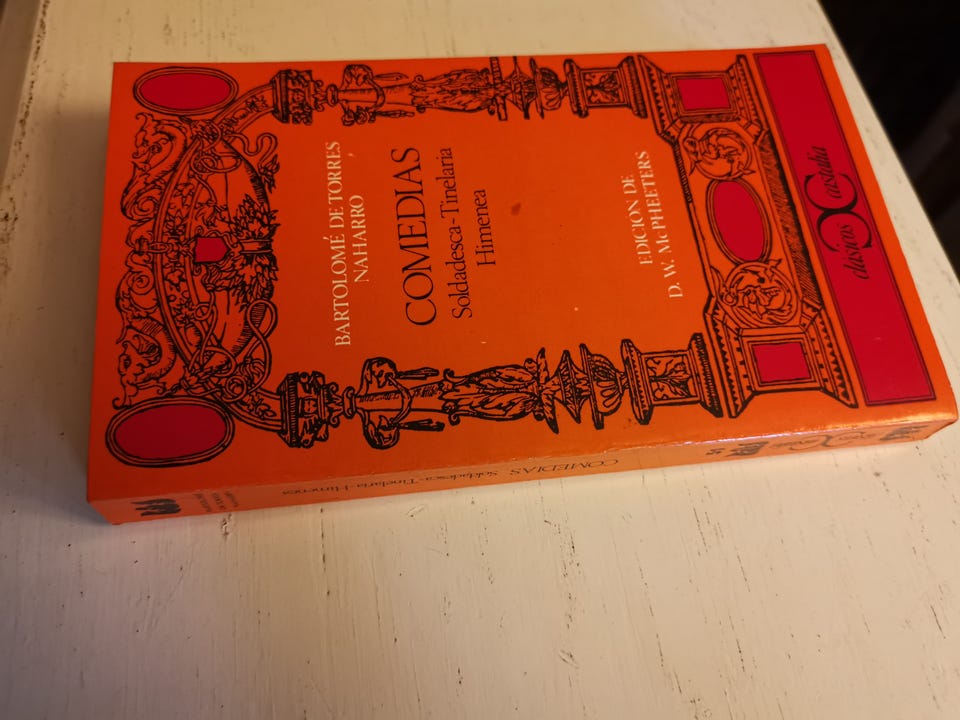 BARTOLOMÉ DE TORRES
NAHARRO
COMEDIAS
Soldadesca-Tinelaria
Himenea
EDICION DE
D. W. McPHEETERS
clásicos Castalia
COMEDIAS. Soldadesca-Tinelaria-Himenea